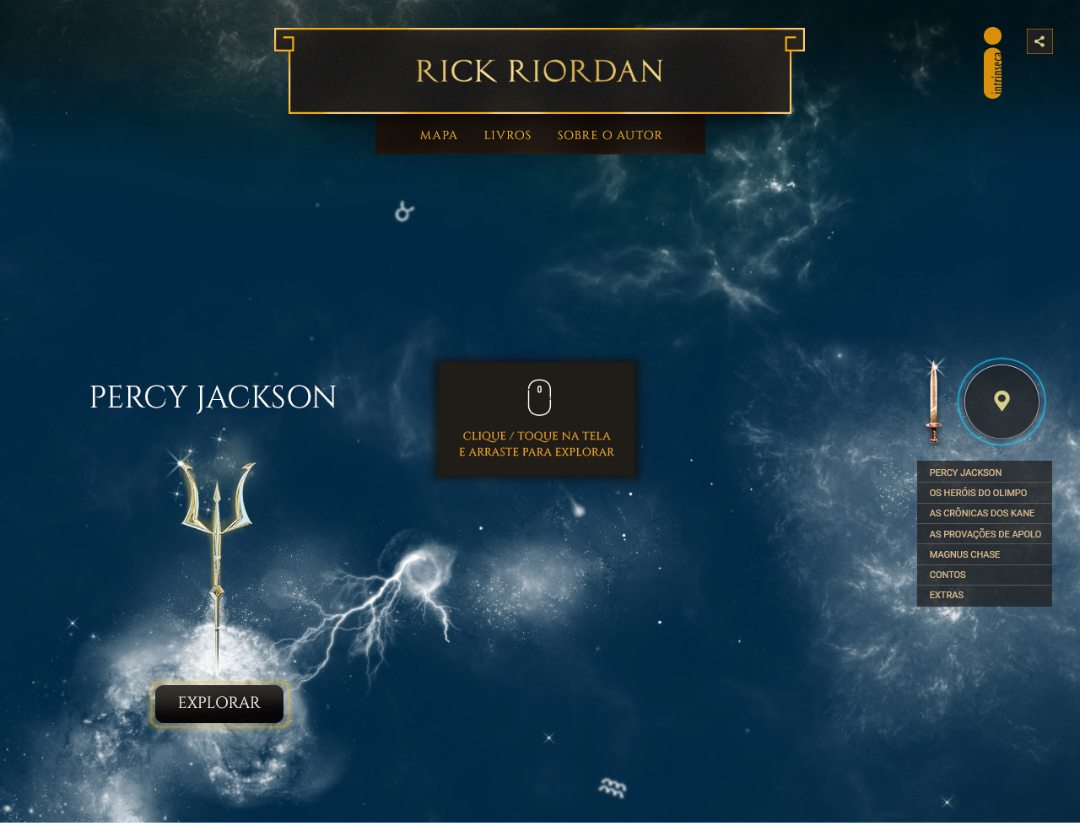 RICK RIORDAN
intrínseca
MAPA LIVROS SOBRE O AUTOR
PERCY JACKSON
CLIQUE / TOQUE NA TELA
E ARRASTE PARA EXPLORAR
EXPLORAR
PERCY JACKSON
OS HERÓIS DO OLIMPO
AS CRÔNICAS DOS KANE
AS PROVAÇÕES DE APOLO
MAGNUS CHASE
CONTOS
EXTRAS